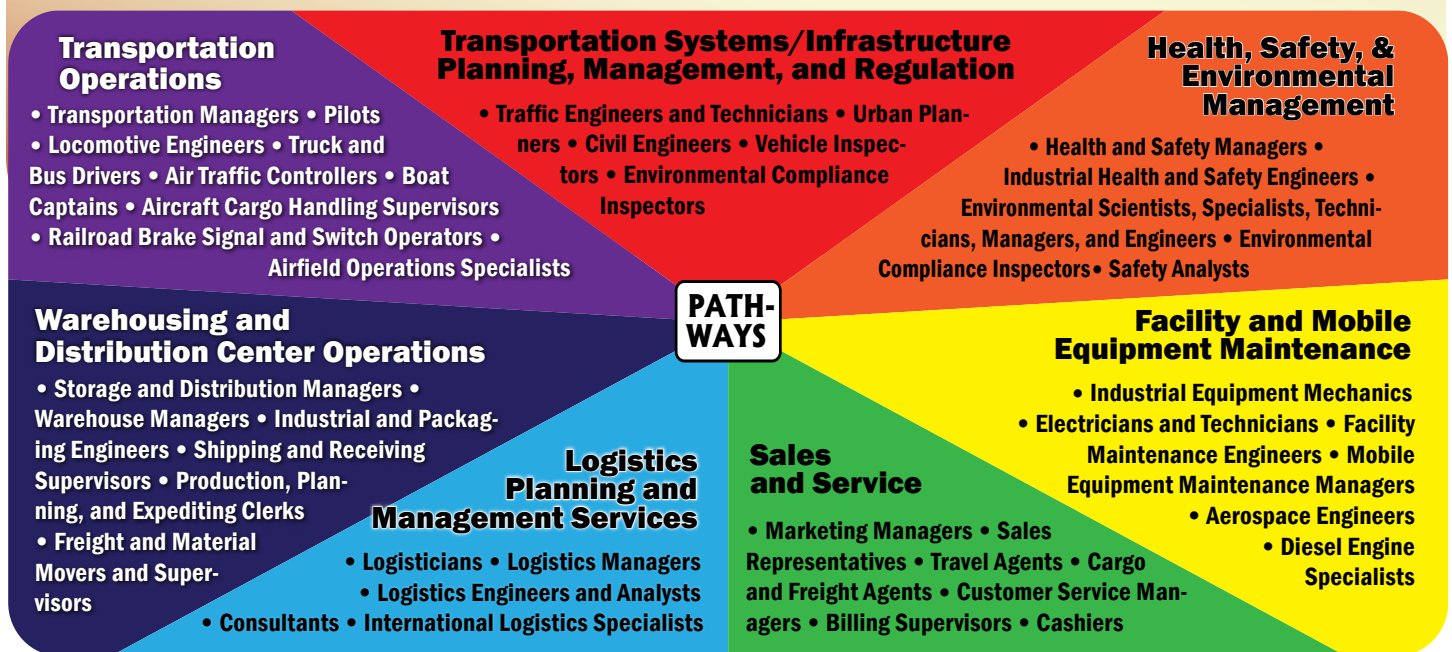 Transportation
Operations
• Transportation Managers • Pilots
• Locomotive Engineers • Truck and
Bus Drivers • Air Traffic Controllers • Boat
Captains • Aircraft Cargo Handling Supervisors
• Railroad Brake Signal and Switch Operators •
Airfield Operations Specialists
Transportation Systems/Infrastructure
Planning, Management, and Regulation
• Traffic Engineers and Technicians • Urban Plan-
ners • Civil Engineers • Vehicle Inspec-
tors • Environmental Compliance
Inspectors
Health, Safety, &
Environmental
Management
• Health and Safety Managers •
Industrial Health and Safety Engineers •
Environmental Scientists, Specialists, Techni-
cians, Managers, and Engineers • Environmental
Compliance Inspectors• Safety Analysts
PATH-
WAYS
Warehousing and
Distribution Center Operations
• Storage and Distribution Managers •
Warehouse Managers • Industrial and Packag-
ing Engineers • Shipping and Receiving
Supervisors • Production, Plan-
ning, and Expediting Clerks
• Freight and Material
Movers and Super-
visors
Logistics
Planning and
Management Services
• Logisticians • Logistics Managers
• Logistics Engineers and Analysts
• Consultants • International Logistics Specialists
Sales
and Service
• Marketing Managers • Sales
Representatives • Travel Agents • Cargo
and Freight Agents • Customer Service Man-
agers • Billing Supervisors • Cashiers
Facility and Mobile
Equipment Maintenance
• Industrial Equipment Mechanics
• Electricians and Technicians • Facility
Maintenance Engineers • Mobile
Equipment Maintenance Managers
• Aerospace Engineers
• Diesel Engine
Specialists